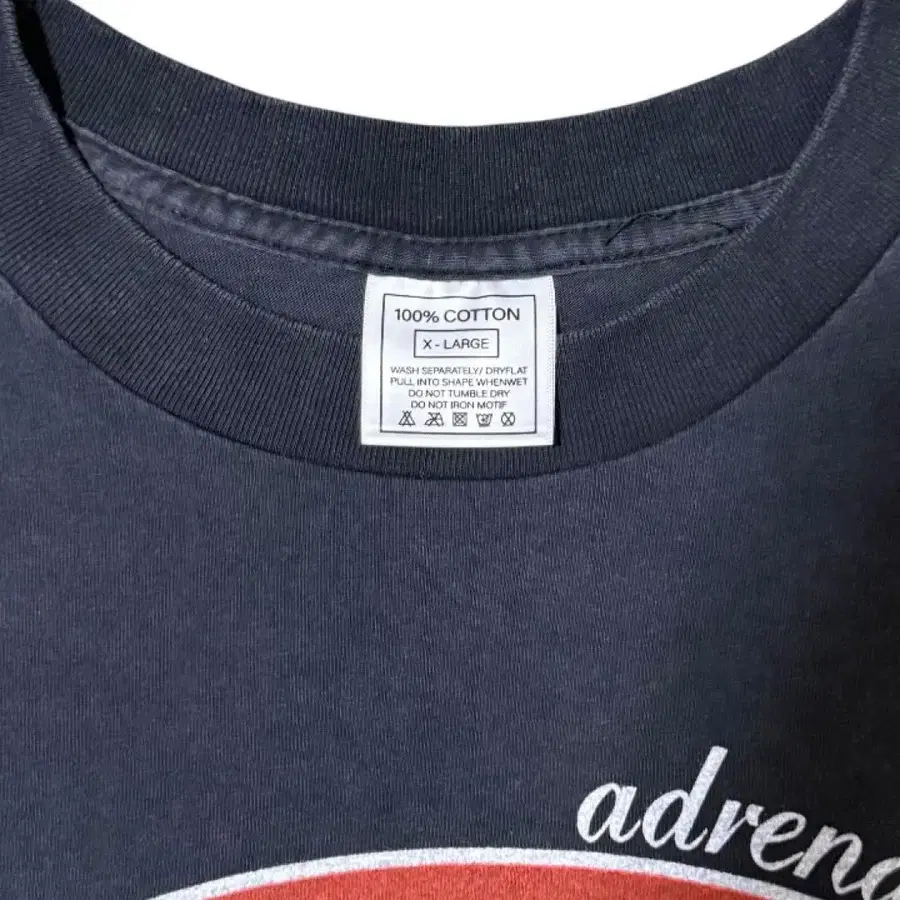 100% COTTON
X - LARGE
WASH SEPARATELY/ DRYFLAT
PULL INTO SHAPE WHENWET
DO NOT TUMBLE DRY
DO NOT IRON MOTIF
adrena